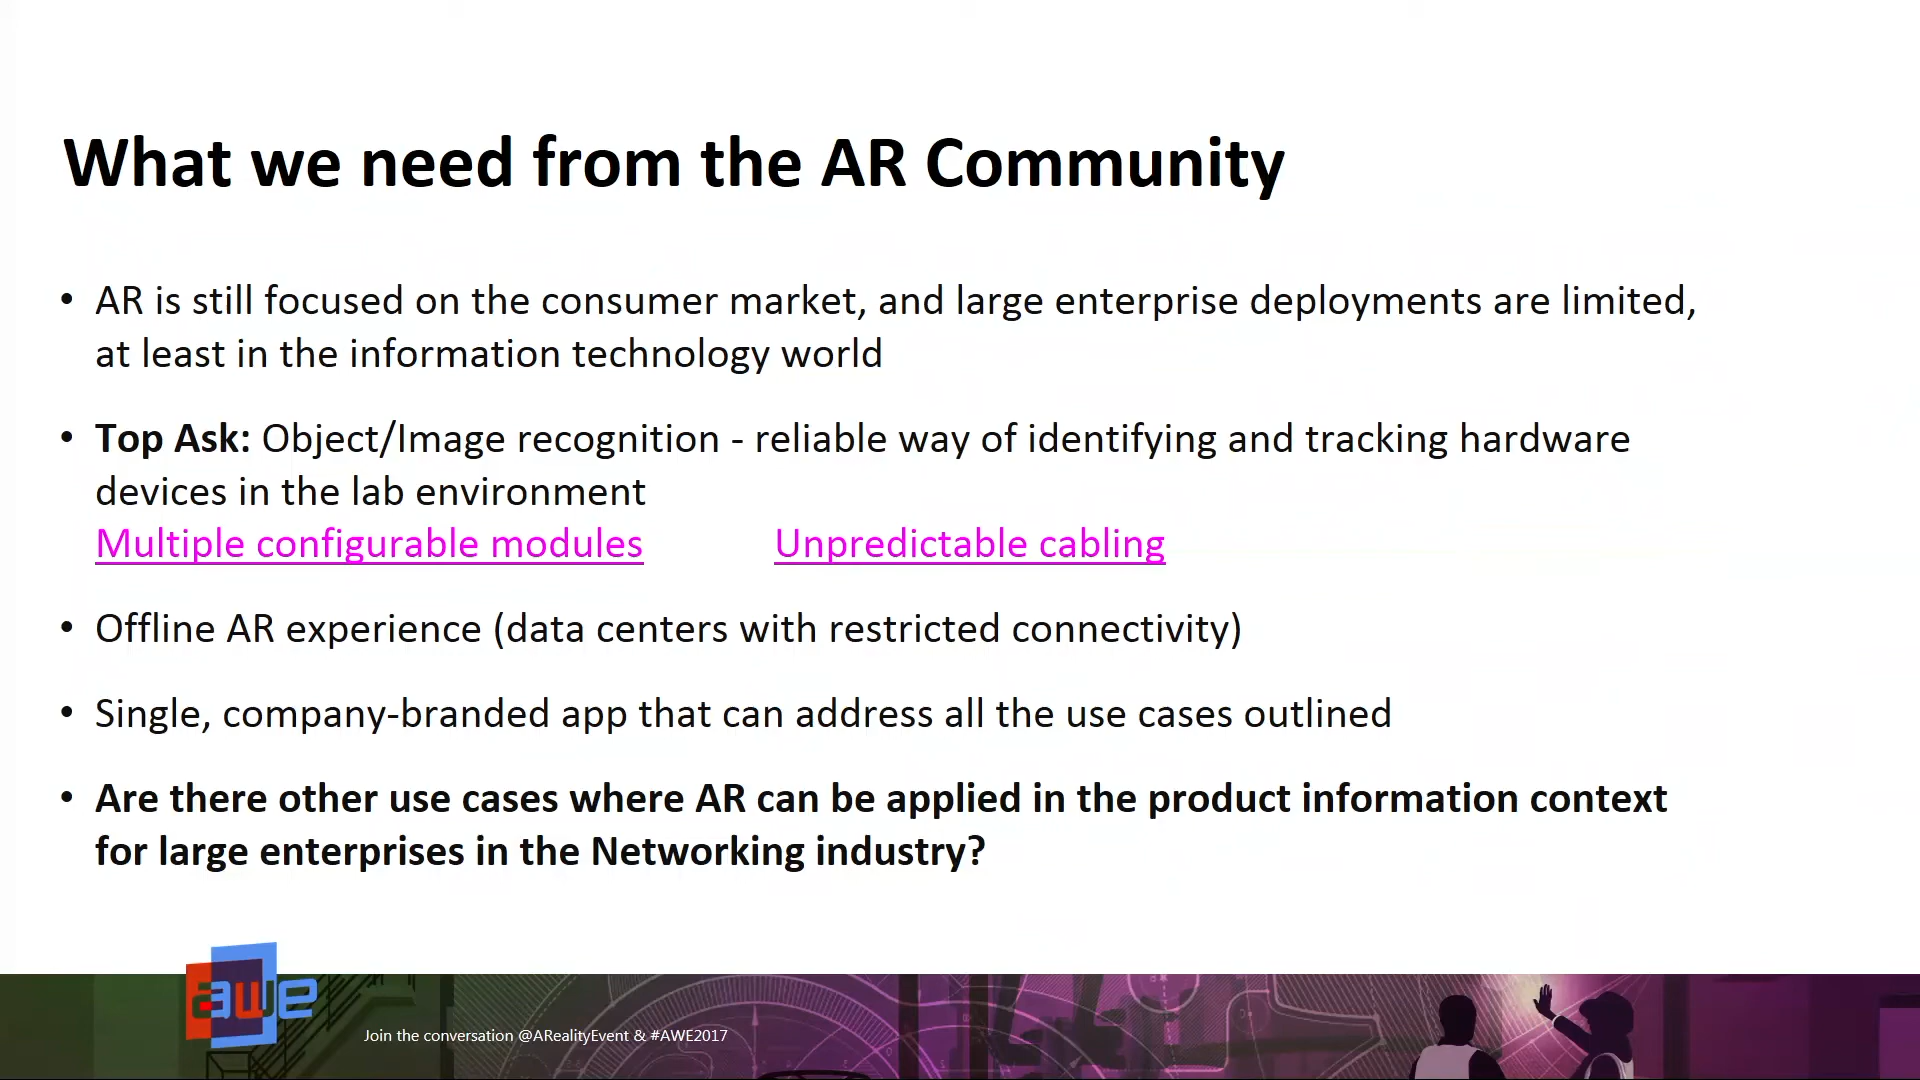 What we need from the AR Community
• AR is still focused on the consumer market, and large enterprise deployments are limited,
at least in the information technology world
• Top Ask: Object/Image recognition - reliable way of identifying and tracking hardware
devices in the lab environment
Multiple configurable modules Unpredictable cabling
• Offline AR experience (data centers with restricted connectivity)
• Single, company-branded app that can address all the use cases outlined
• Are there other use cases where AR can be applied in the product information context
for large enterprises in the Networking industry?
awe
Join the conversation @ARealityEvent & #AWE2017